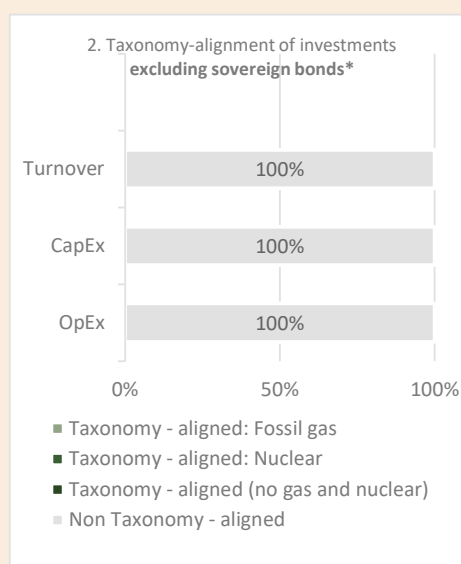 2. Taxonomy-alignment of investments
excluding sovereign bonds*
Turnover
100%
CapEx
100%
OpEx
100%
0%
50%
100%
Taxonomy - aligned: Fossil gas
Taxonomy - aligned: Nuclear
Taxonomy - aligned (no gas and nuclear)
Non Taxonomy - aligned